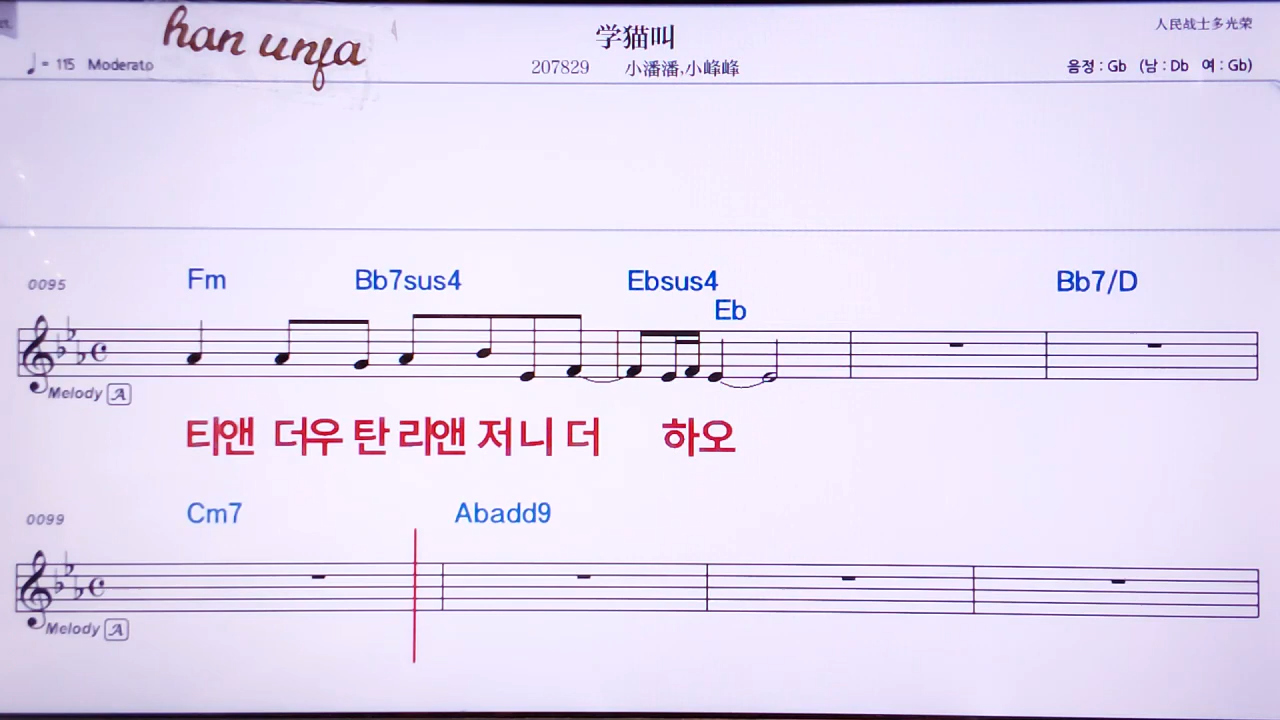 han unfa
学猫叫
人民战士多光荣
♩= 115 Moderato
207829 小潘潘,小峰峰
음정 : Gb (남 : Db 여 : Gb)
0095
Fm Bb7sus4 Ebsus4 Eb Bb7/D
Melody A
티앤 더우 탄 리앤 저 니 더 하오
0099
Cm7 Abadd9
Melody A